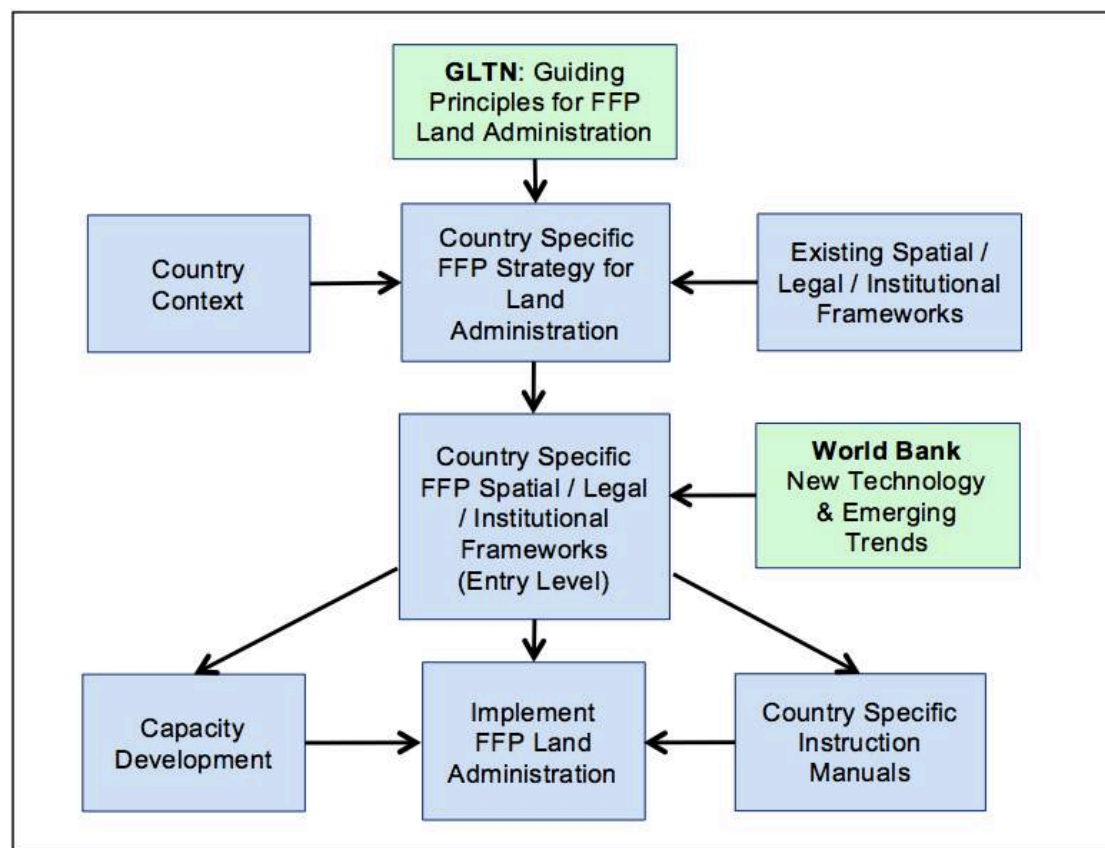 GLTN: Guiding
Principles for FFP
Land Administration
Country
Context
Country Specific
FFP Strategy for
Land
Administration
Existing Spatial /
Legal / Institutional
Frameworks
Country Specific
FFP Spatial / Legal
/ Institutional
Frameworks
(Entry Level)
World Bank
New Technology
& Emerging
Trends
Capacity
Development
Implement
FFP Land
Administration
Country Specific
Instruction
Manuals